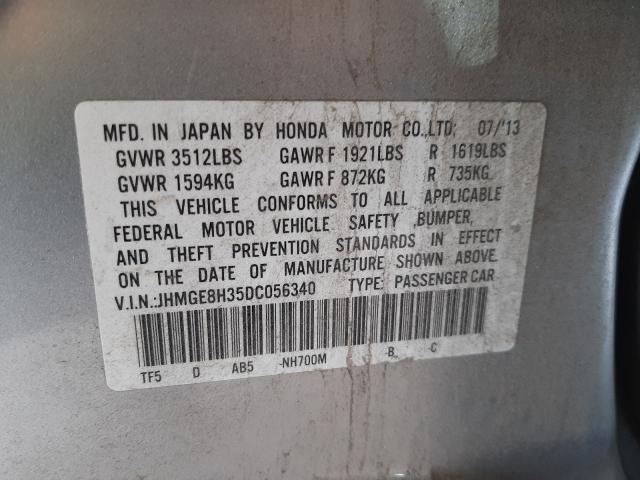 MFD. IN JAPAN BY HONDA MOTOR CO.,LTD; 07/'13
GVWR 3512LBS GAWR F 1921LBS R 1619LBS
GVWR 1594KG GAWR F 872KG R 735KG
THIS VEHICLE CONFORMS TO ALL APPLICABLE
FEDERAL MOTOR VEHICLE SAFETY ,BUMPER,
AND THEFT PREVENTION STANDARDS IN EFFECT
ON THE DATE OF MANUFACTURE SHOWN ABOVE.
V.I.N.:JHMGE8H35DC056340 TYPE: PASSENGER CAR
TF5 D AB5 -NH700M -B -C